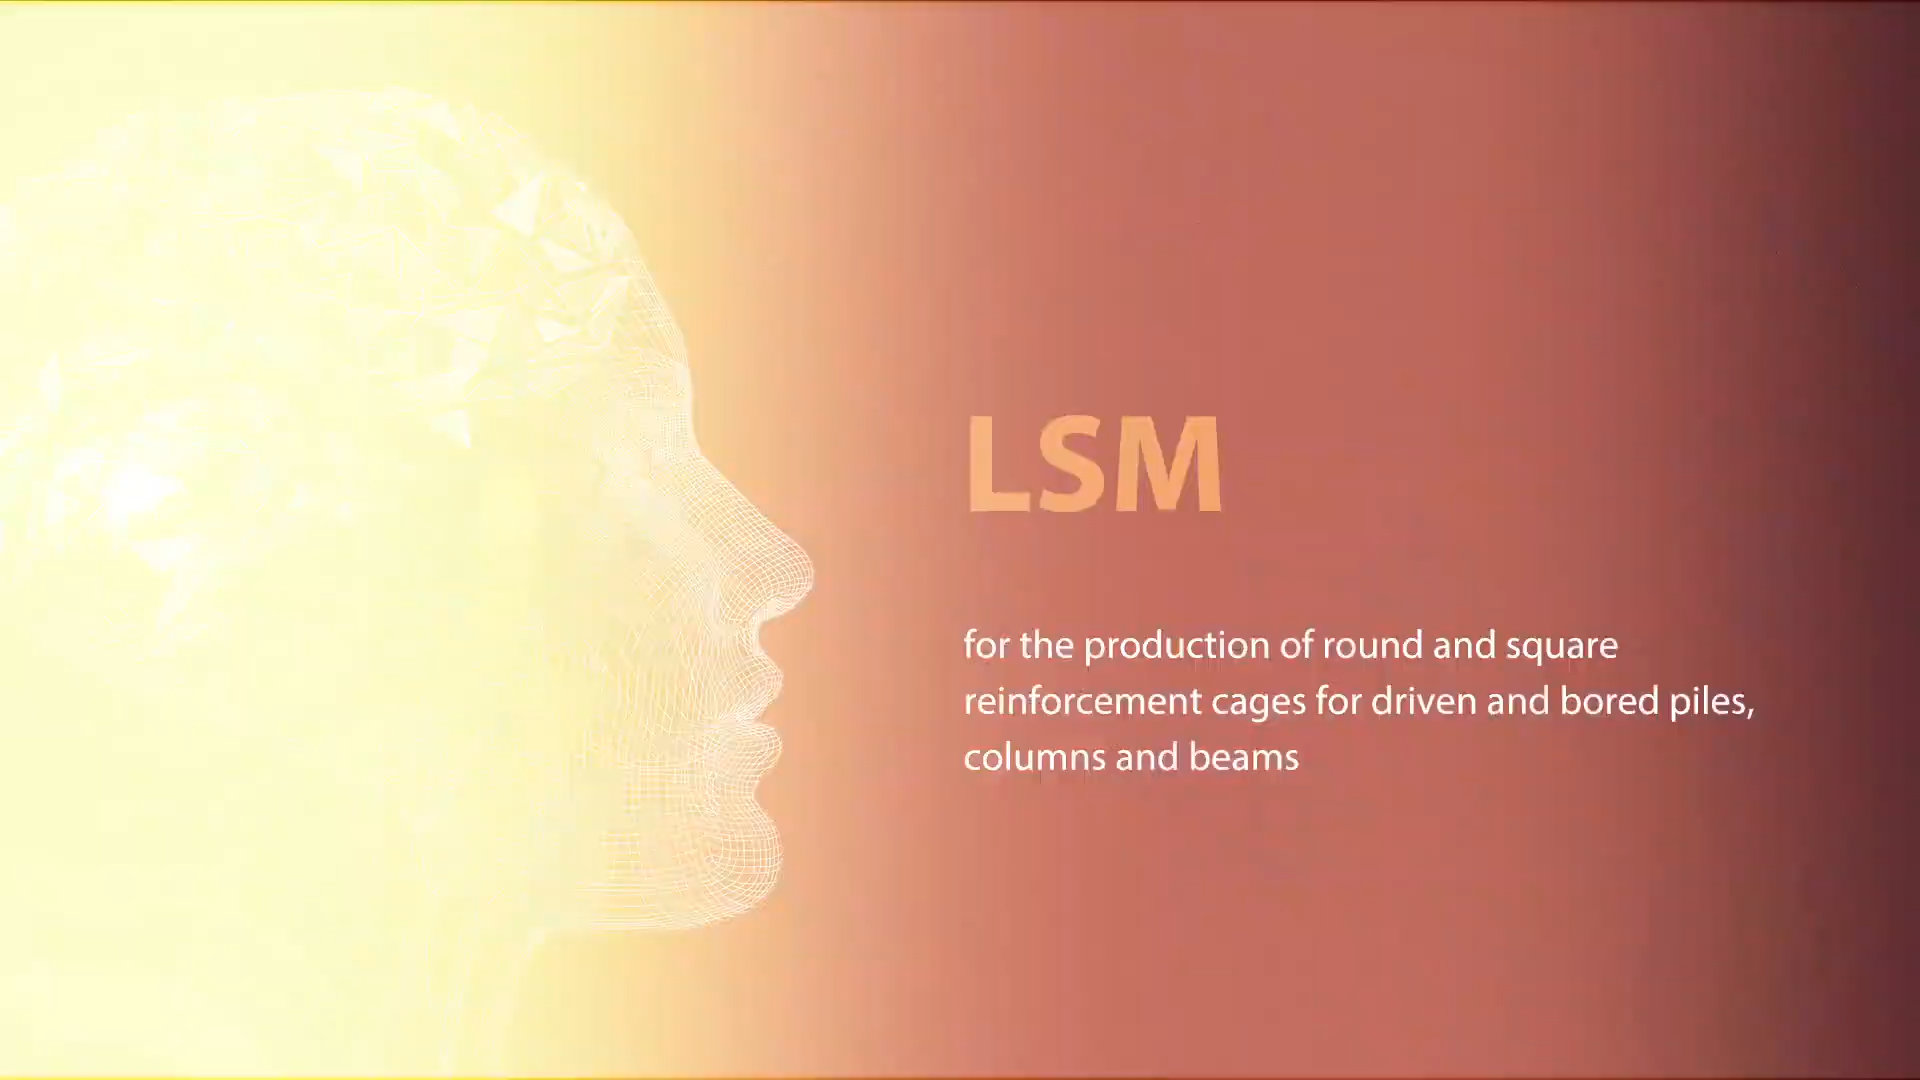 LSM
for the production of round and square
reinforcement cages for driven and bored piles,
columns and beams